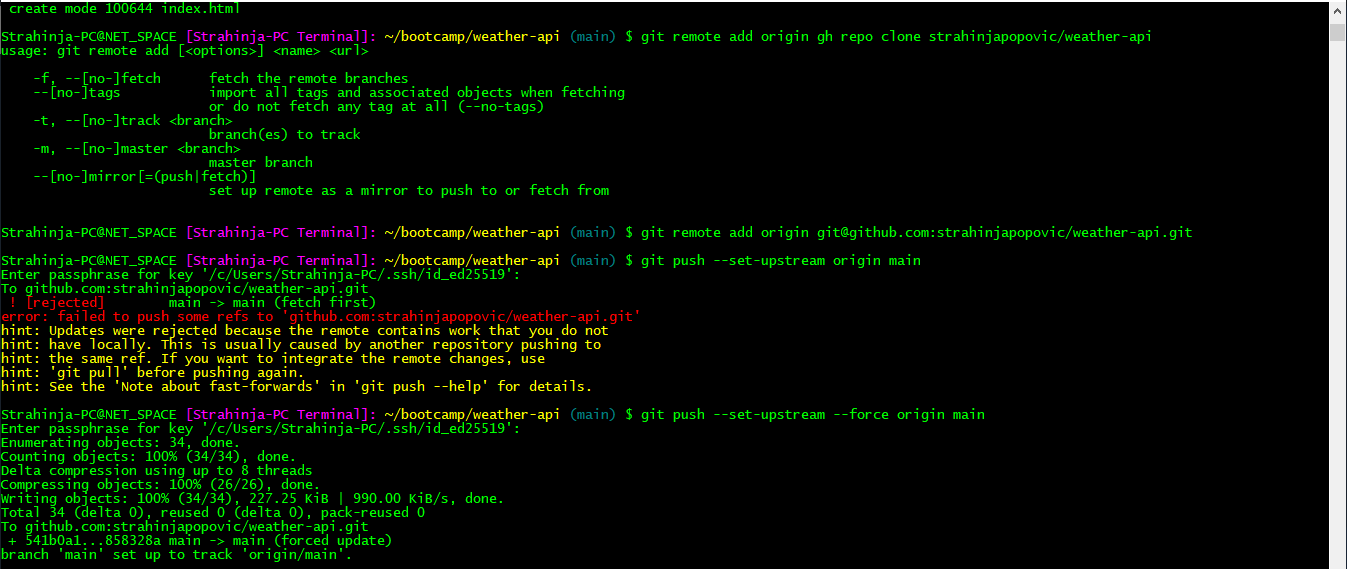 create mode 100644 index.html
Strahinja-PC@NET_SPACE [Strahinja-PC Terminal]: ~/bootcamp/weather-api (main) $ git remote add origin gh repo clone strahinjapopovic/weather-api
usage: git remote add [<options>] <name> <url>
-f, --[no-]fetch fetch the remote branches
--[no-]tags import all tags and associated objects when fetching
or do not fetch any tag at all (--no-tags)
-t, --[no-]track <branch>
branch(es) to track
-m, --[no-]master <branch>
master branch
--[no-]mirror[=(push|fetch)]
set up remote as a mirror to push to or fetch from
Strahinja-PC@NET_SPACE [Strahinja-PC Terminal]: ~/bootcamp/weather-api (main) $ git remote add origin git@github.com:strahinjapopovic/weather-api.git
Strahinja-PC@NET_SPACE [Strahinja-PC Terminal]: ~/bootcamp/weather-api (main) $ git push --set-upstream origin main
Enter passphrase for key '/c/Users/Strahinja-PC/.ssh/id_ed25519':
To github.com:strahinjapopovic/weather-api.git
! [rejected] main -> main (fetch first)
error: failed to push some refs to 'github.com:strahinjapopovic/weather-api.git'
hint: Updates were rejected because the remote contains work that you do not
hint: have locally. This is usually caused by another repository pushing to
hint: the same ref. If you want to integrate the remote changes, use
hint: 'git pull' before pushing again.
hint: See the 'Note about fast-forwards' in 'git push --help' for details.
Strahinja-PC@NET_SPACE [Strahinja-PC Terminal]: ~/bootcamp/weather-api (main) $ git push --set-upstream --force origin main
Enter passphrase for key '/c/Users/Strahinja-PC/.ssh/id_ed25519':
Enumerating objects: 34, done.
Counting objects: 100% (34/34), done.
Delta compression using up to 8 threads
Compressing objects: 100% (26/26), done.
Writing objects: 100% (34/34), 227.25 KiB | 990.00 KiB/s, done.
Total 34 (delta 0), reused 0 (delta 0), pack-reused 0
To github.com:strahinjapopovic/weather-api.git
+ 541b0a1...858328a main -> main (forced update)
branch 'main' set up to track 'origin/main'.